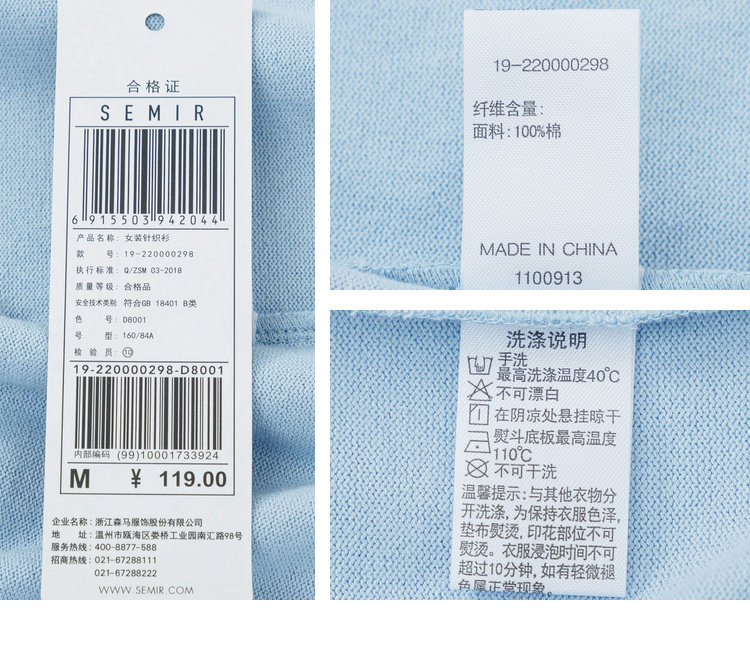 合格证
SEMIR
6 915503 942044
产品名称: 女装针织衫
款 号: 19-220000298
执行标准: Q/ZSM 03-2018
质量等级: 合格品
安全技术类别: 符合GB 18401 B类
色 号: D8001
号 型: 160/84A
检 验 员: ⑩
19-220000298-D8001
内部编码 (99)10001733924
M ¥ 119.00
企业名称: 浙江森马服饰股份有限公司
地 址: 温州市瓯海区娄桥工业园南汇路98号
服务热线: 400-8877-588
招商热线: 021-67288111
021-67288222
WWW.SEMIR.COM
19-220000298
纤维含量:
面料: 100%棉
MADE IN CHINA
1100913
洗涤说明
手洗
最高洗涤温度40℃
不可漂白
在阴凉处悬挂晾干
熨斗底板最高温度
110℃
不可干洗
温馨提示: 与其他衣物分
开洗涤, 为保持衣服色泽,
垫布熨烫, 印花部位不可
熨烫。衣服浸泡时间不可
超过10分钟, 如有轻微褪
色属正常现象。